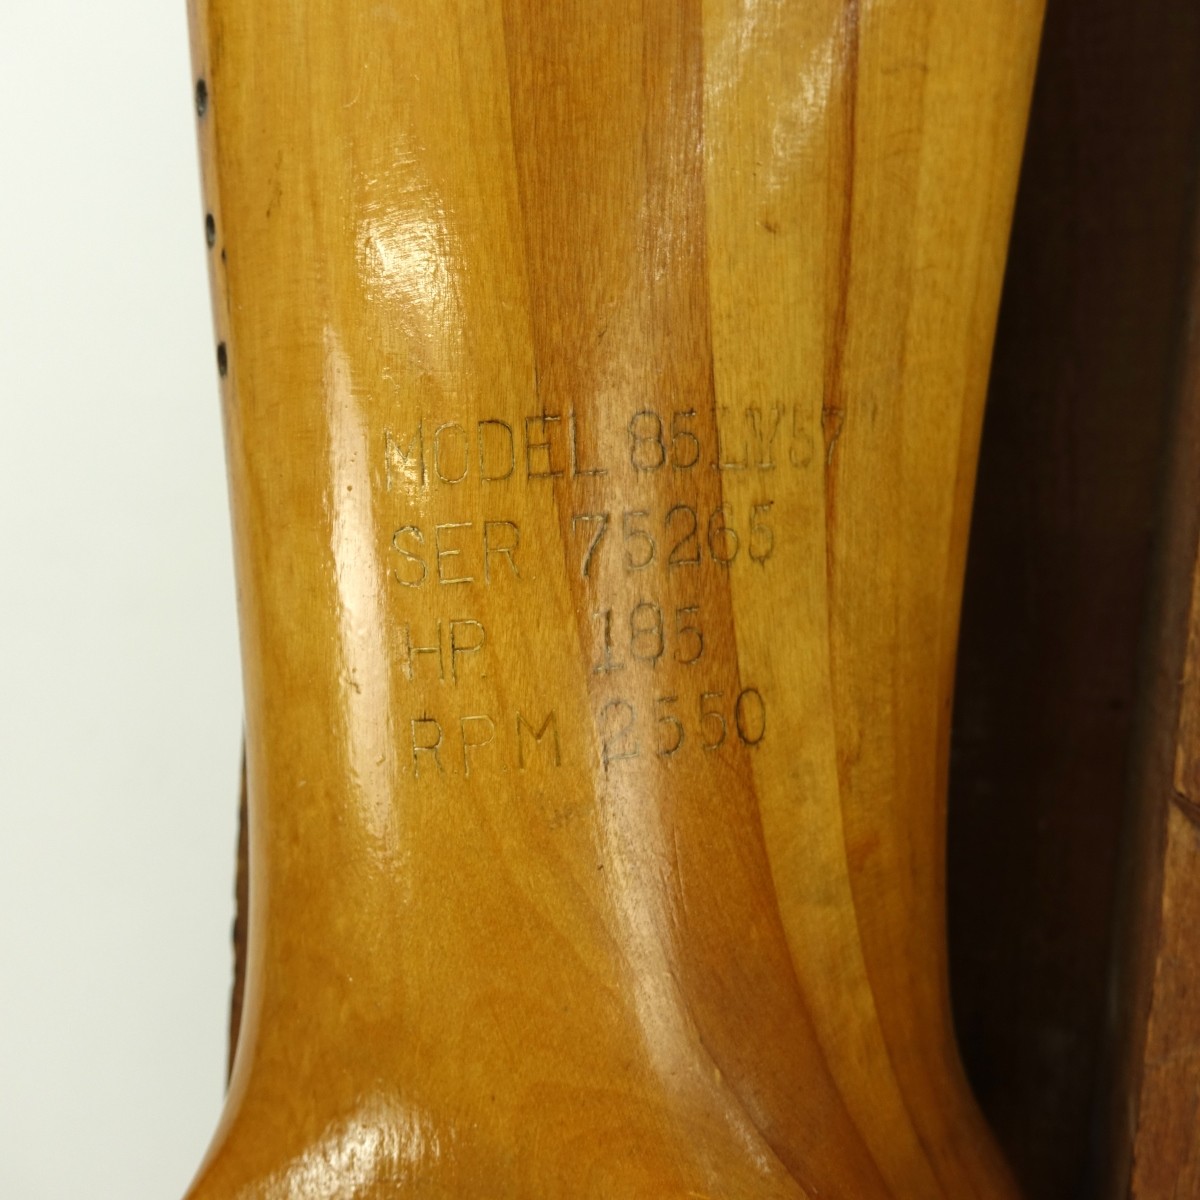 MODEL 85LY57
SER 75265
HP. 185
RPM 2550